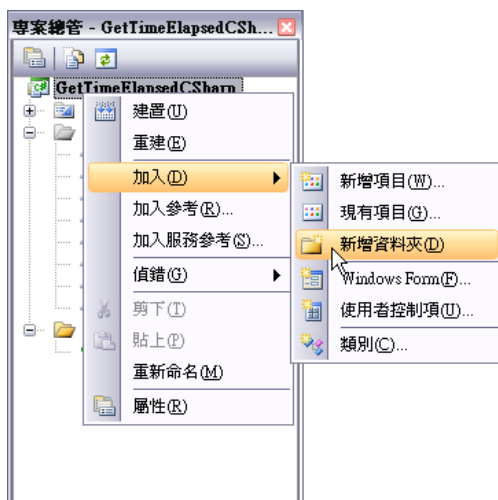 專案總管 - GetTimeElapsedCSh...
GetTimeElapsedCSharp
建置(U)
重建(E)
加入(D)
加入參考(R)...
加入服務參考(S)...
偵錯(G)
剪下(T)
貼上(P)
重新命名(M)
屬性(R)
新增項目(W)...
現有項目(G)...
新增資料夾(D)
Windows Form(F)...
使用者控制項(U)...
類別(C)...